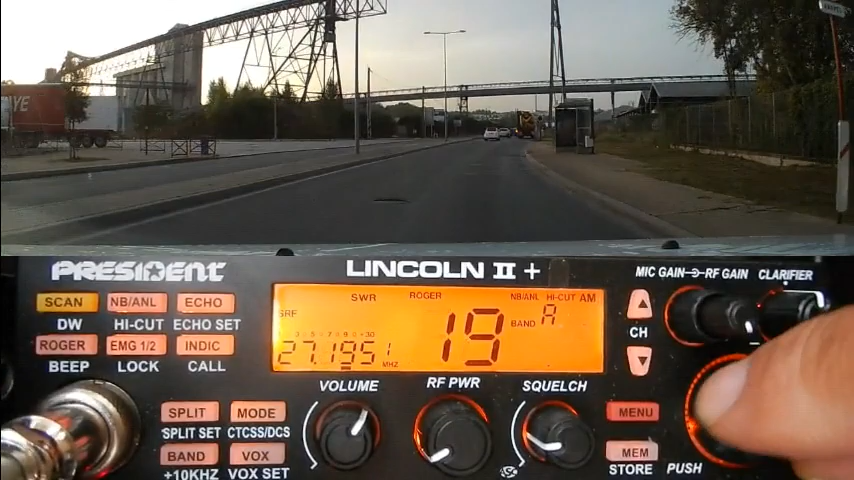 PRESIDENT
LINCOLN II +
MIC GAIN RF GAIN CLARIFIER
SCAN NB/ANL ECHO
DW HI-CUT ECHO SET
ROGER EMG 1/2 INDIC
BEEP LOCK CALL
SWR ROGER NB/ANL HI-CUT AM
SRF
BAND A
19
27.195 MHZ
CH
VOLUME RF PWR SQUELCH
SPLIT MODE
SPLIT SET CTCSS/DCS
BAND VOX
+10KHZ VOX SET
MENU
MEM
STORE PUSH